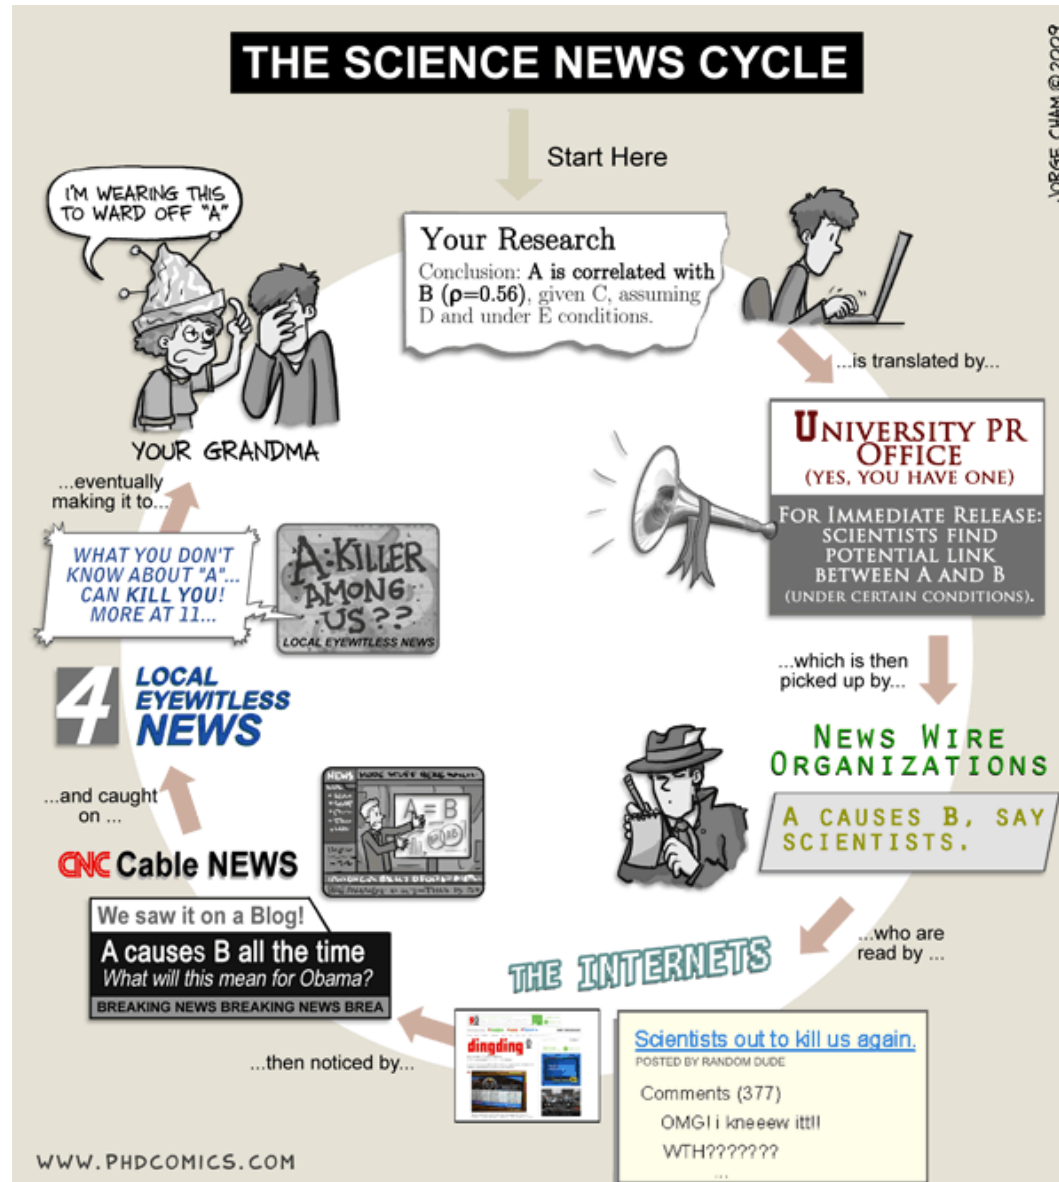 THE SCIENCE NEWS CYCLE
JORGE CHAM © 2009
Start Here
Your Research
Conclusion: A is correlated with
B (ρ=0.56), given C, assuming
D and under E conditions.
...is translated by...
UNIVERSITY PR
OFFICE
(YES, YOU HAVE ONE)
FOR IMMEDIATE RELEASE:
SCIENTISTS FIND
POTENTIAL LINK
BETWEEN A AND B
(UNDER CERTAIN CONDITIONS).
...which is then
picked up by...
NEWS WIRE
ORGANIZATIONS
A CAUSES B, SAY
SCIENTISTS.
...who are
read by ...
THE INTERNETS
Scientists out to kill us again.
POSTED BY RANDOM DUDE
Comments (377)
OMG! i kneeew itt!!
WTH???????
...
dingding
...then noticed by...
We saw it on a Blog!
A causes B all the time
What will this mean for Obama?
BREAKING NEWS BREAKING NEWS BREA
CNC Cable NEWS
NEWS
A = B
...and caught
on ...
4 LOCAL
EYEWITLESS
NEWS
WHAT YOU DON'T
KNOW ABOUT "A"...
CAN KILL YOU!
MORE AT 11...
A:KILLER
AMONG
US??
LOCAL EYEWITLESS NEWS
...eventually
making it to...
YOUR GRANDMA
I'M WEARING THIS
TO WARD OFF "A"
WWW.PHDCOMICS.COM